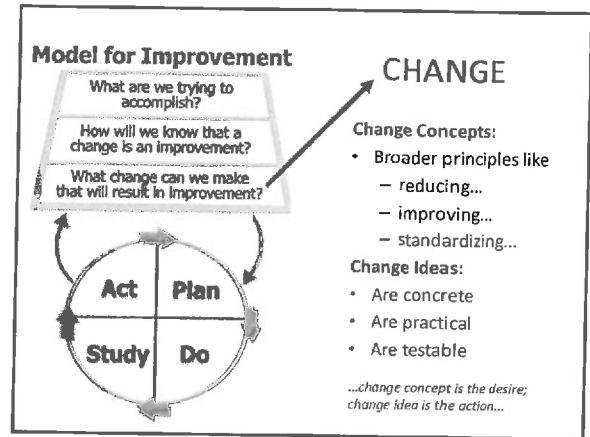 Model for Improvement
What are we trying to
accomplish?
How will we know that a
change is an improvement?
What change can we make
that will result in improvement?
Act
Plan
Study
Do
CHANGE
Change Concepts:
• Broader principles like
– reducing...
– improving...
– standardizing...
Change Ideas:
• Are concrete
• Are practical
• Are testable
...change concept is the desire;
change idea is the action...